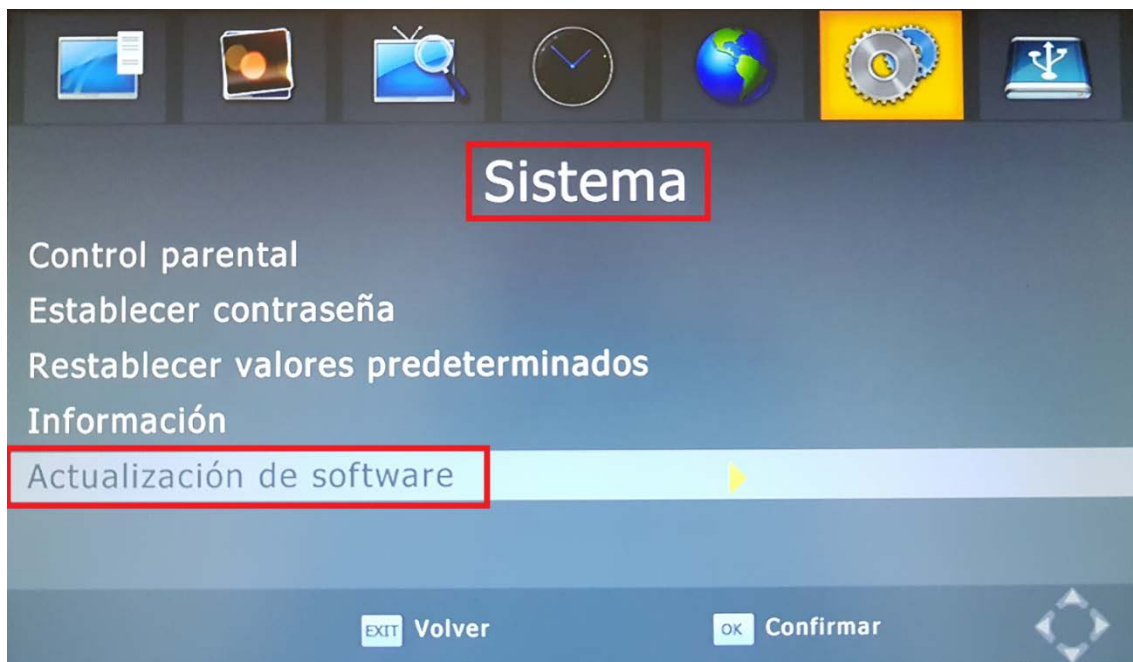 Sistema
Control parental
Establecer contraseña
Restablecer valores predeterminados
Información
Actualización de software
EXIT Volver
OK Confirmar